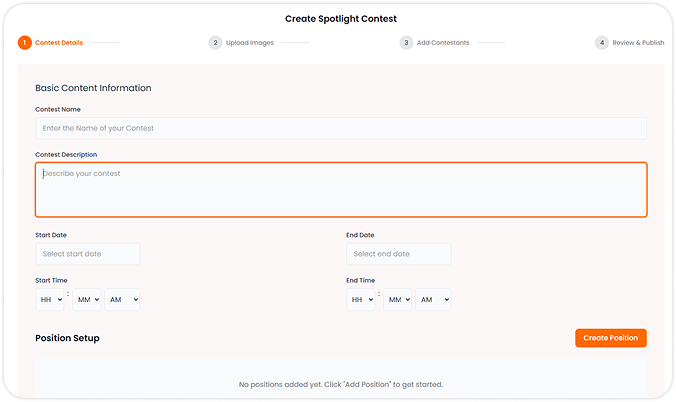 Create Spotlight Contest
1 Contest Details 2 Upload Images 3 Add Contestants 4 Review & Publish
Basic Content Information
Contest Name
Enter the Name of your Contest
Contest Description
Describe your contest
Start Date End Date
Select start date Select end date
Start Time End Time
HH : MM AM HH : MM AM
Position Setup Create Position
No positions added yet. Click "Add Position" to get started.